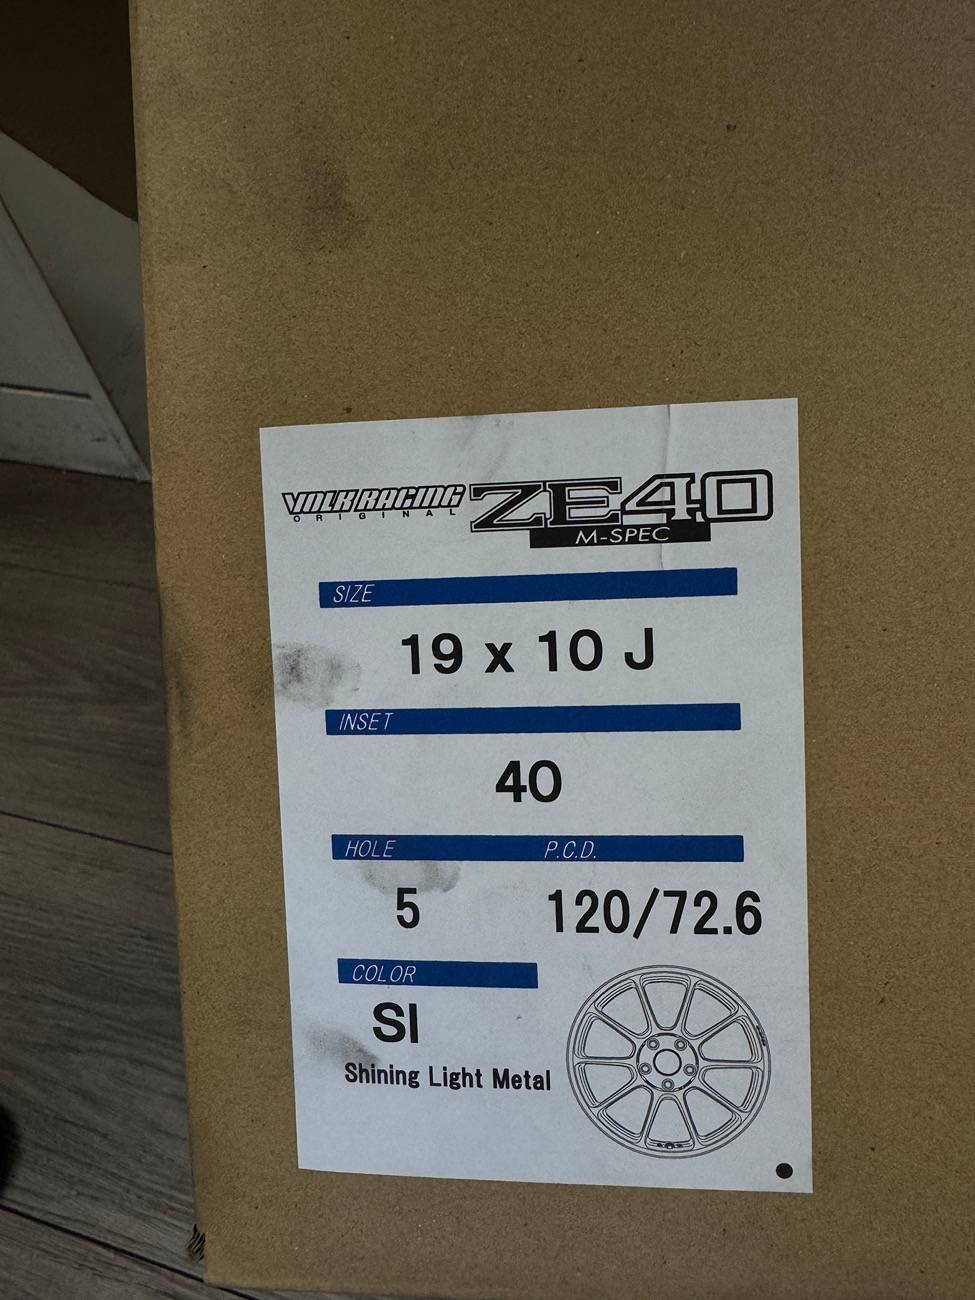 VOLK RACING ZE40
ORIGINAL
M-SPEC
SIZE
19 x 10 J
INSET
40
HOLE P.C.D.
5 120/72.6
COLOR
SI
Shining Light Metal